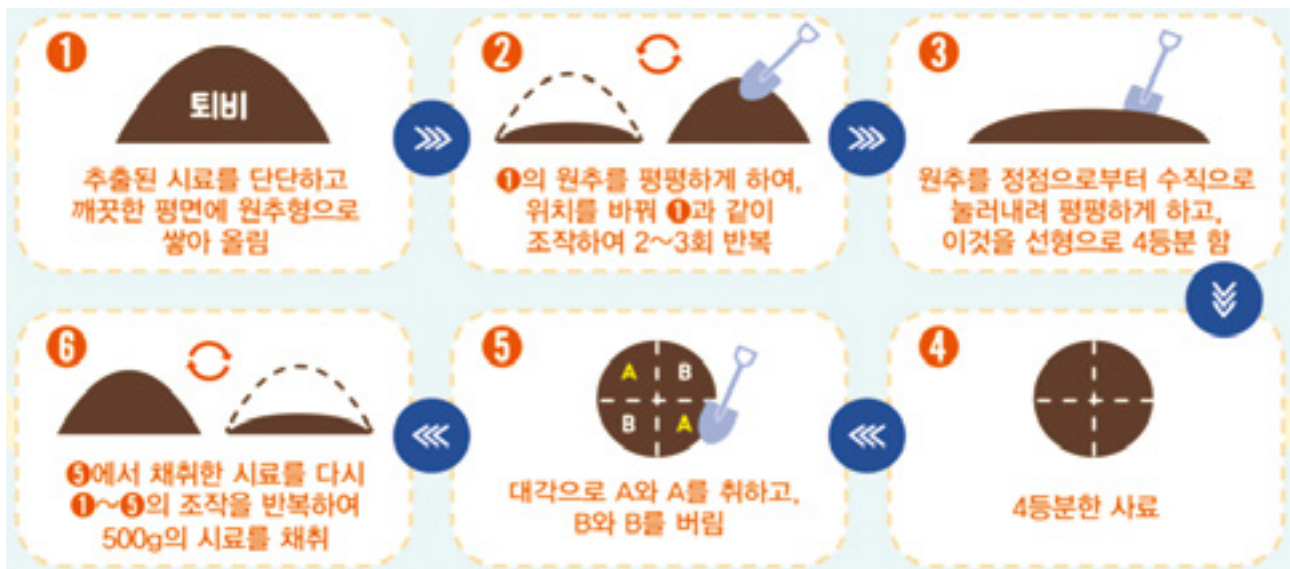 1
퇴비
추출된 시료를 단단하고
깨끗한 평면에 원추형으로
쌓아 올림
2
❶의 원추를 평평하게 하여,
위치를 바꿔 ❶과 같이
조작하여 2~3회 반복
3
원추를 정점으로부터 수직으로
눌러내려 평평하게 하고,
이것을 선형으로 4등분 함
4
4등분한 사료
5
A B
B A
대각으로 A와 A를 취하고,
B와 B를 버림
6
❺에서 채취한 시료를 다시
❶~❺의 조작을 반복하여
500g의 시료를 채취